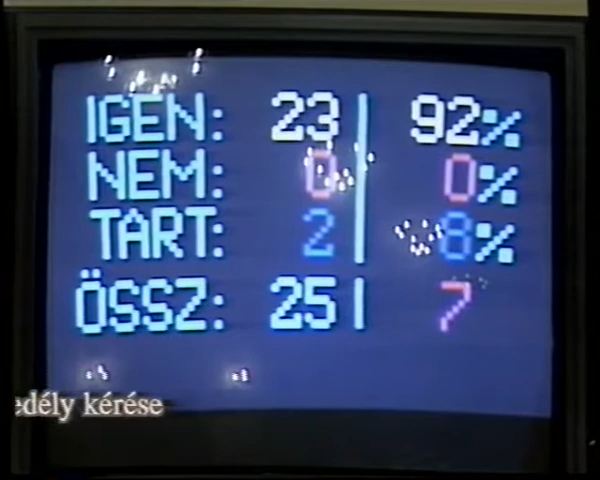 IGEN: 23 92%
NEM: 0 0%
TART: 2 8%
ÖSSZ: 25 7
edély kérése